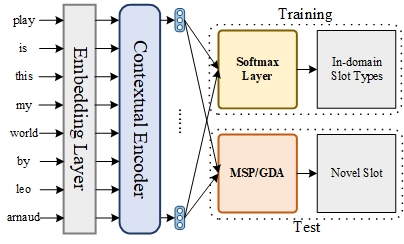 play
is
this
my
world
by
leo
arnaud
Embedding Layer
Contextual Encoder
......
Training
Softmax
Layer
In-domain
Slot Types
MSP/GDA
Novel Slot
Test